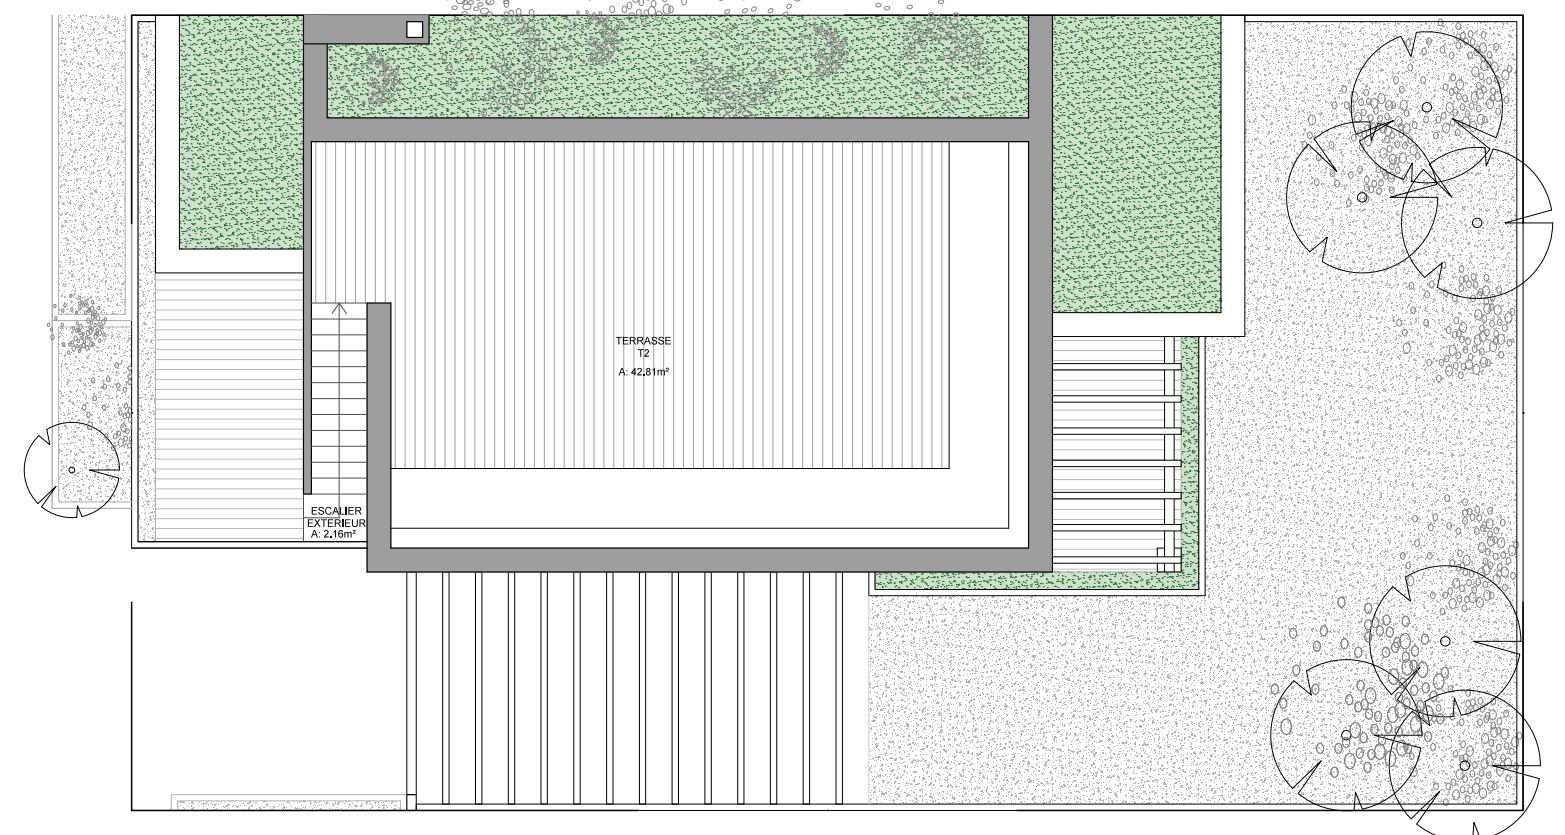 TERRASSE
T2
A: 42.81m²
ESCALIER
EXTERIEUR
A: 2.16m²